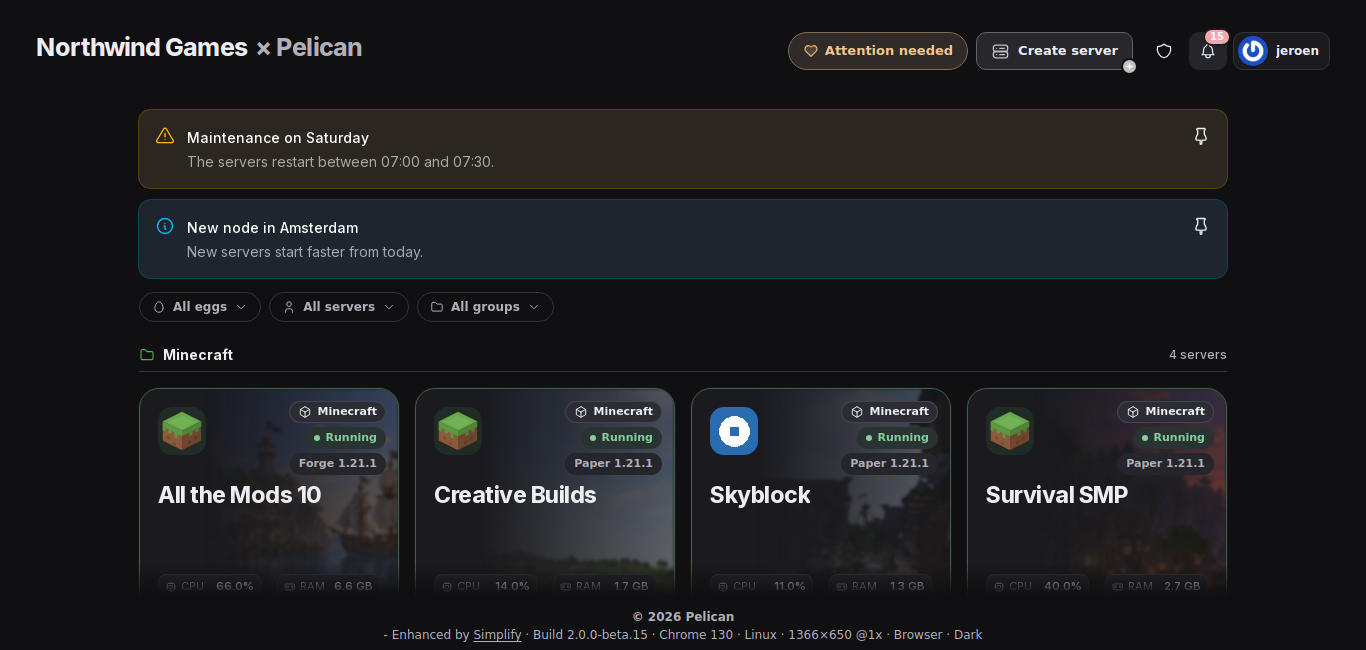 Northwind Games × Pelican
Attention needed
Create server
15
jeroen
Maintenance on Saturday
The servers restart between 07:00 and 07:30.
New node in Amsterdam
New servers start faster from today.
All eggs
All servers
All groups
Minecraft
4 servers
Minecraft
Running
Forge 1.21.1
All the Mods 10
CPU 66.0%
RAM 6.6 GB
Minecraft
Running
Paper 1.21.1
Creative Builds
CPU 14.0%
RAM 1.7 GB
Minecraft
Running
Paper 1.21.1
Skyblock
CPU 11.0%
RAM 1.3 GB
Minecraft
Running
Paper 1.21.1
Survival SMP
CPU 40.0%
RAM 2.7 GB
© 2026 Pelican
- Enhanced by Simplify · Build 2.0.0-beta.15 · Chrome 130 · Linux · 1366×650 @1x · Browser · Dark